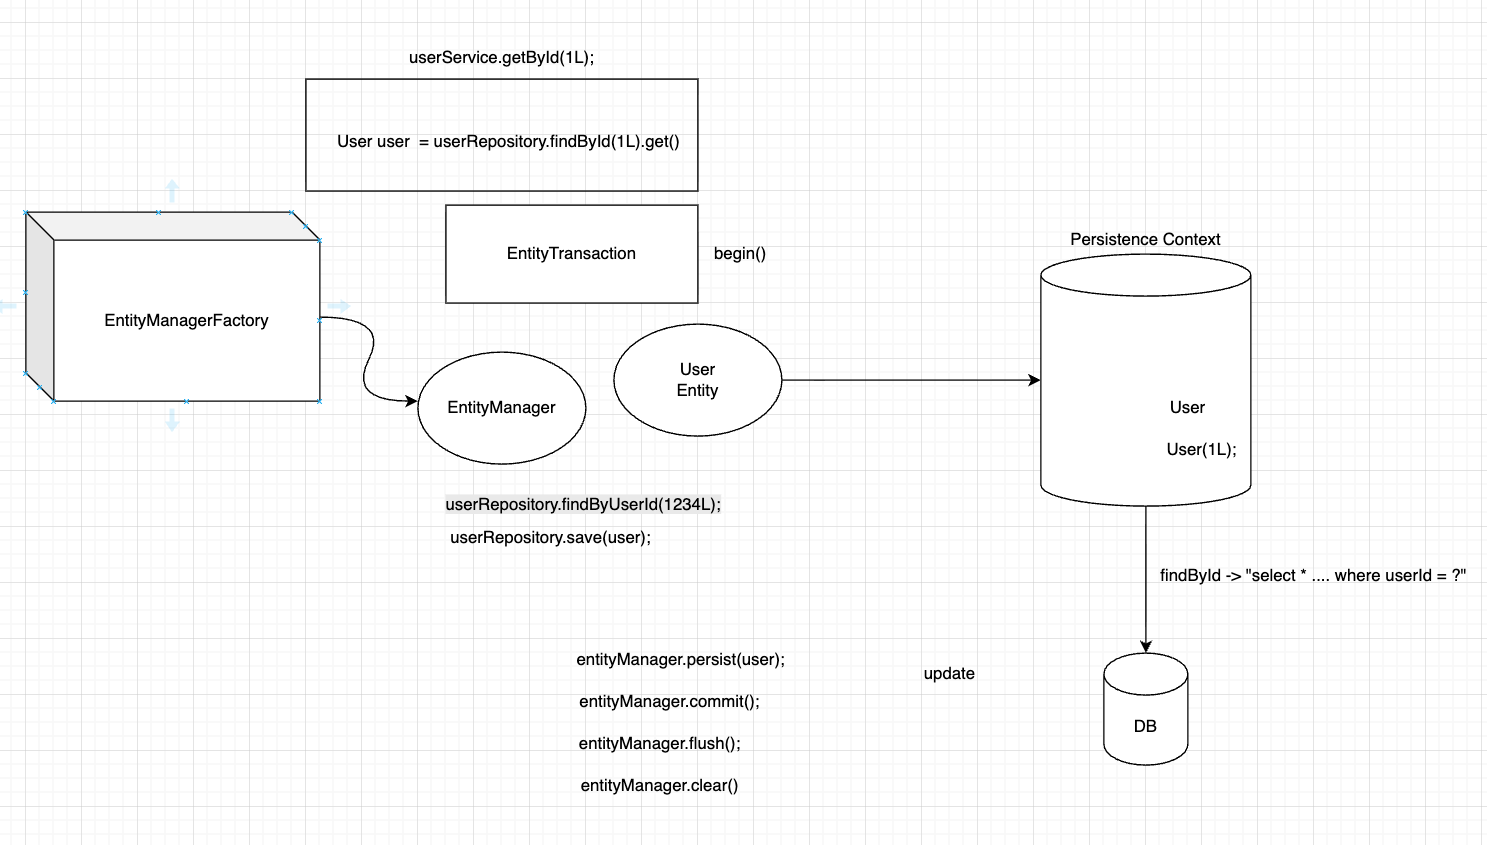 userService.getById(1L);
User user = userRepository.findById(1L).get()
EntityTransaction
begin()
Persistence Context
EntityManagerFactory
User
Entity
EntityManager
User
User(1L);
userRepository.findByUserId(1234L);
userRepository.save(user);
findById -> "select * .... where userId = ?"
entityManager.persist(user);
update
entityManager.commit();
DB
entityManager.flush();
entityManager.clear()